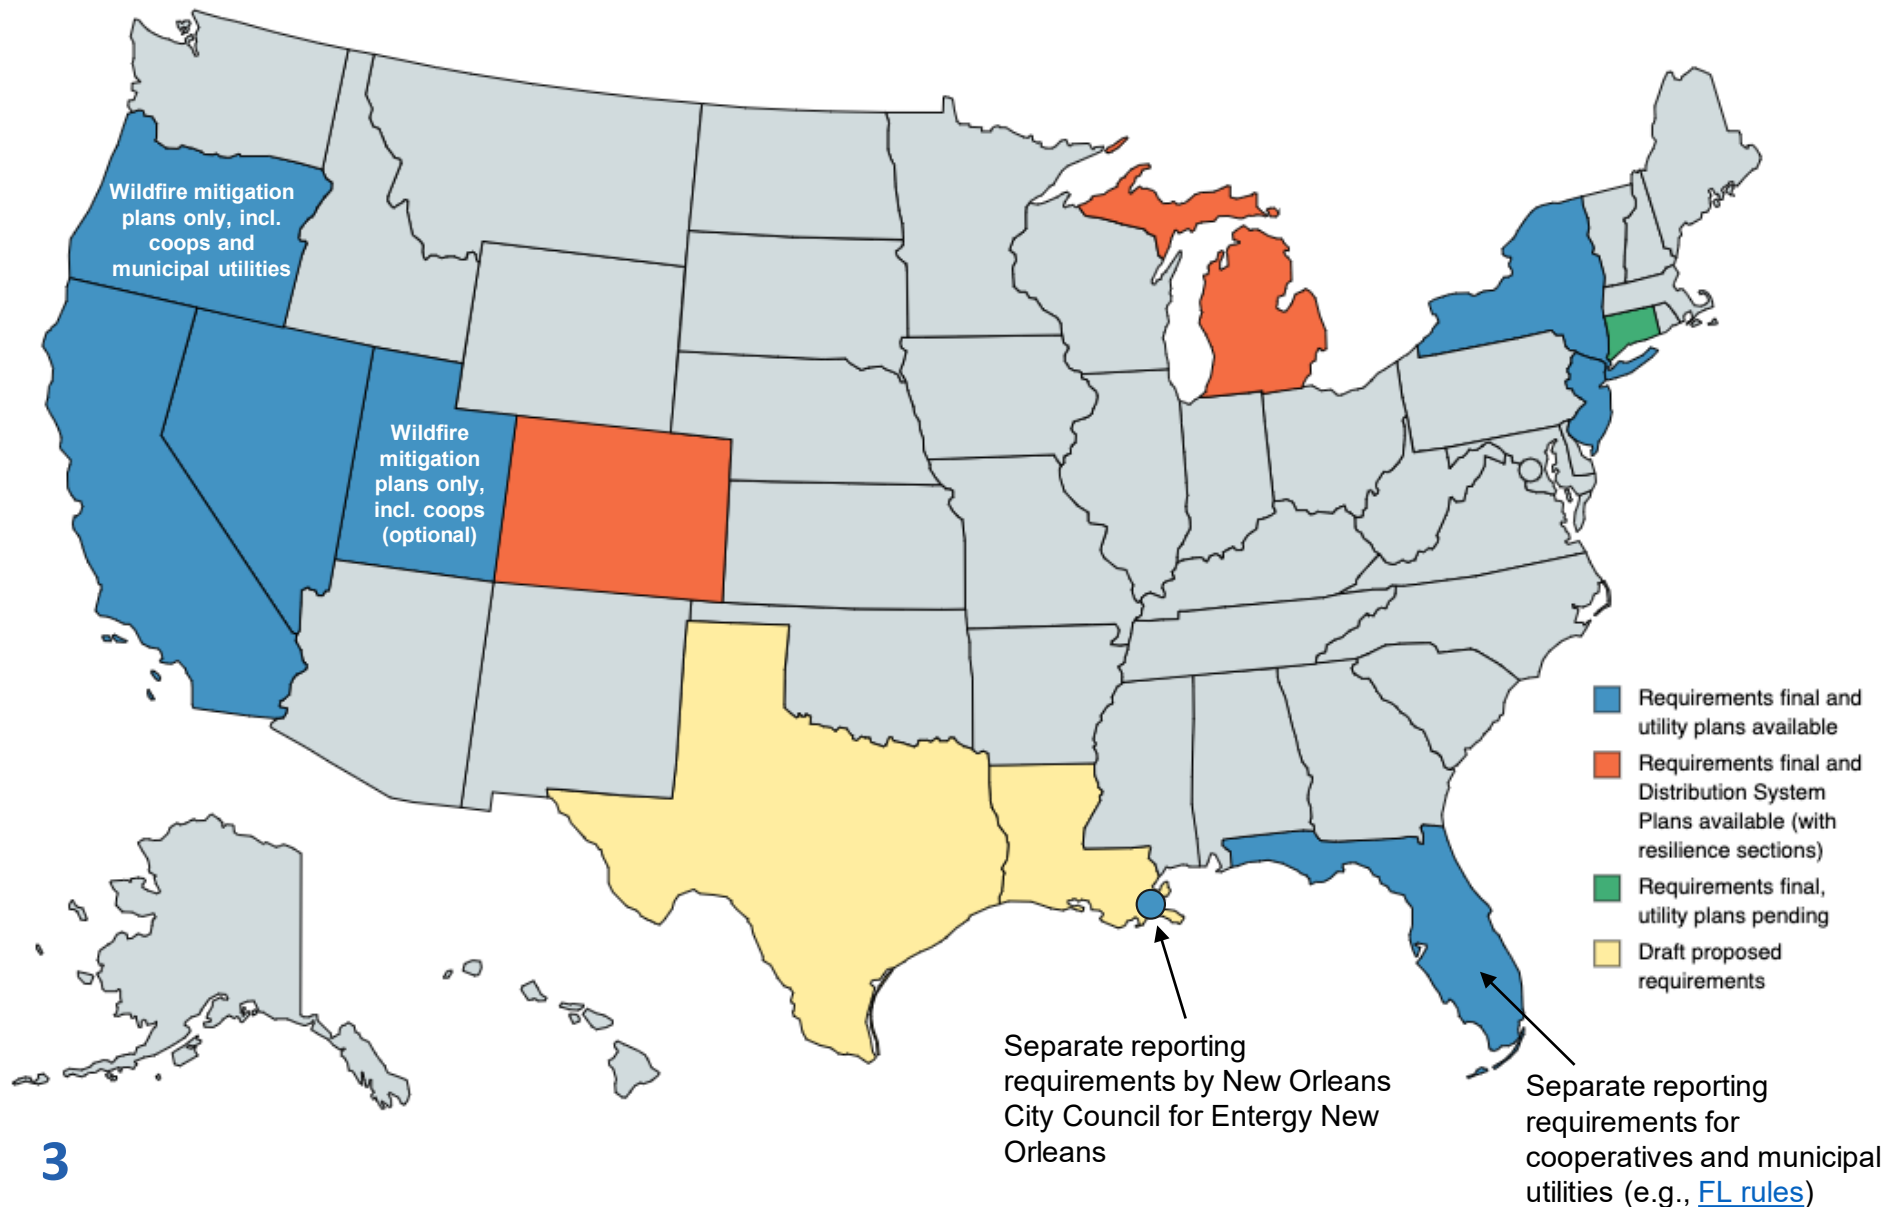 Wildfire mitigation
plans only, incl.
coops and
municipal utilities
Wildfire
mitigation
plans only,
incl. coops
(optional)
Requirements final and
utility plans available
Requirements final and
Distribution System
Plans available (with
resilience sections)
Requirements final,
utility plans pending
Draft proposed
requirements
Separate reporting
requirements by New Orleans
City Council for Entergy New
Orleans
Separate reporting
requirements for
cooperatives and municipal
utilities (e.g., FL rules)
3